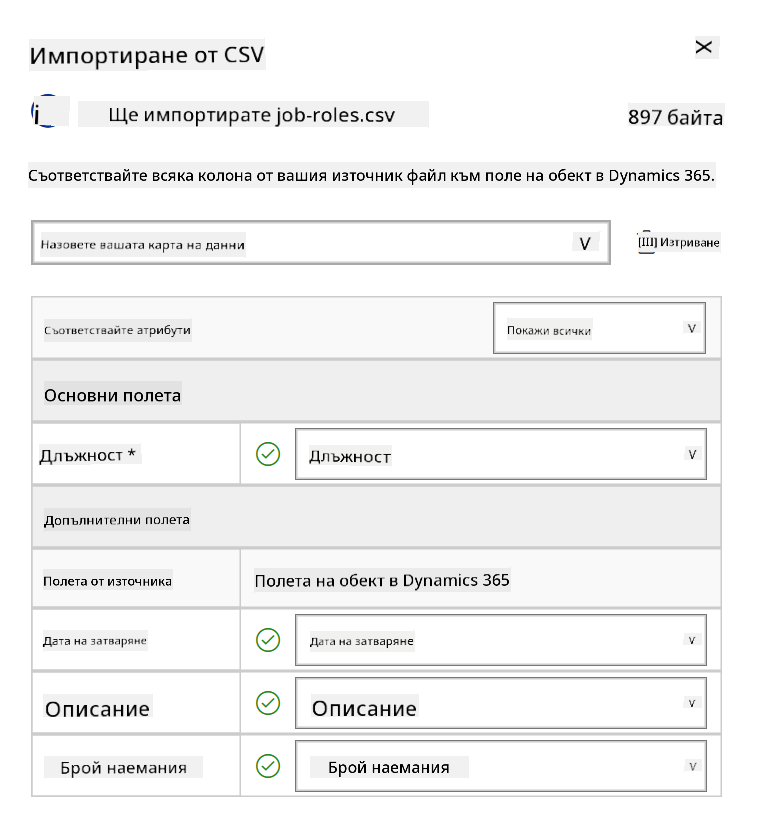 Импортиране от CSV
Ще импортирате job-roles.csv
897 байта
Съответствайте всяка колона от вашия източник файл към поле на обект в Dynamics 365.
Назовете вашата карта на данни
Изтриване
Съответствайте атрибути
Покажи всички
Основни полета
Длъжност *
Длъжност
Допълнителни полета
Полета от източника
Полета на обект в Dynamics 365
Дата на затваряне
Дата на затваряне
Описание
Описание
Брой наемания
Брой наемания